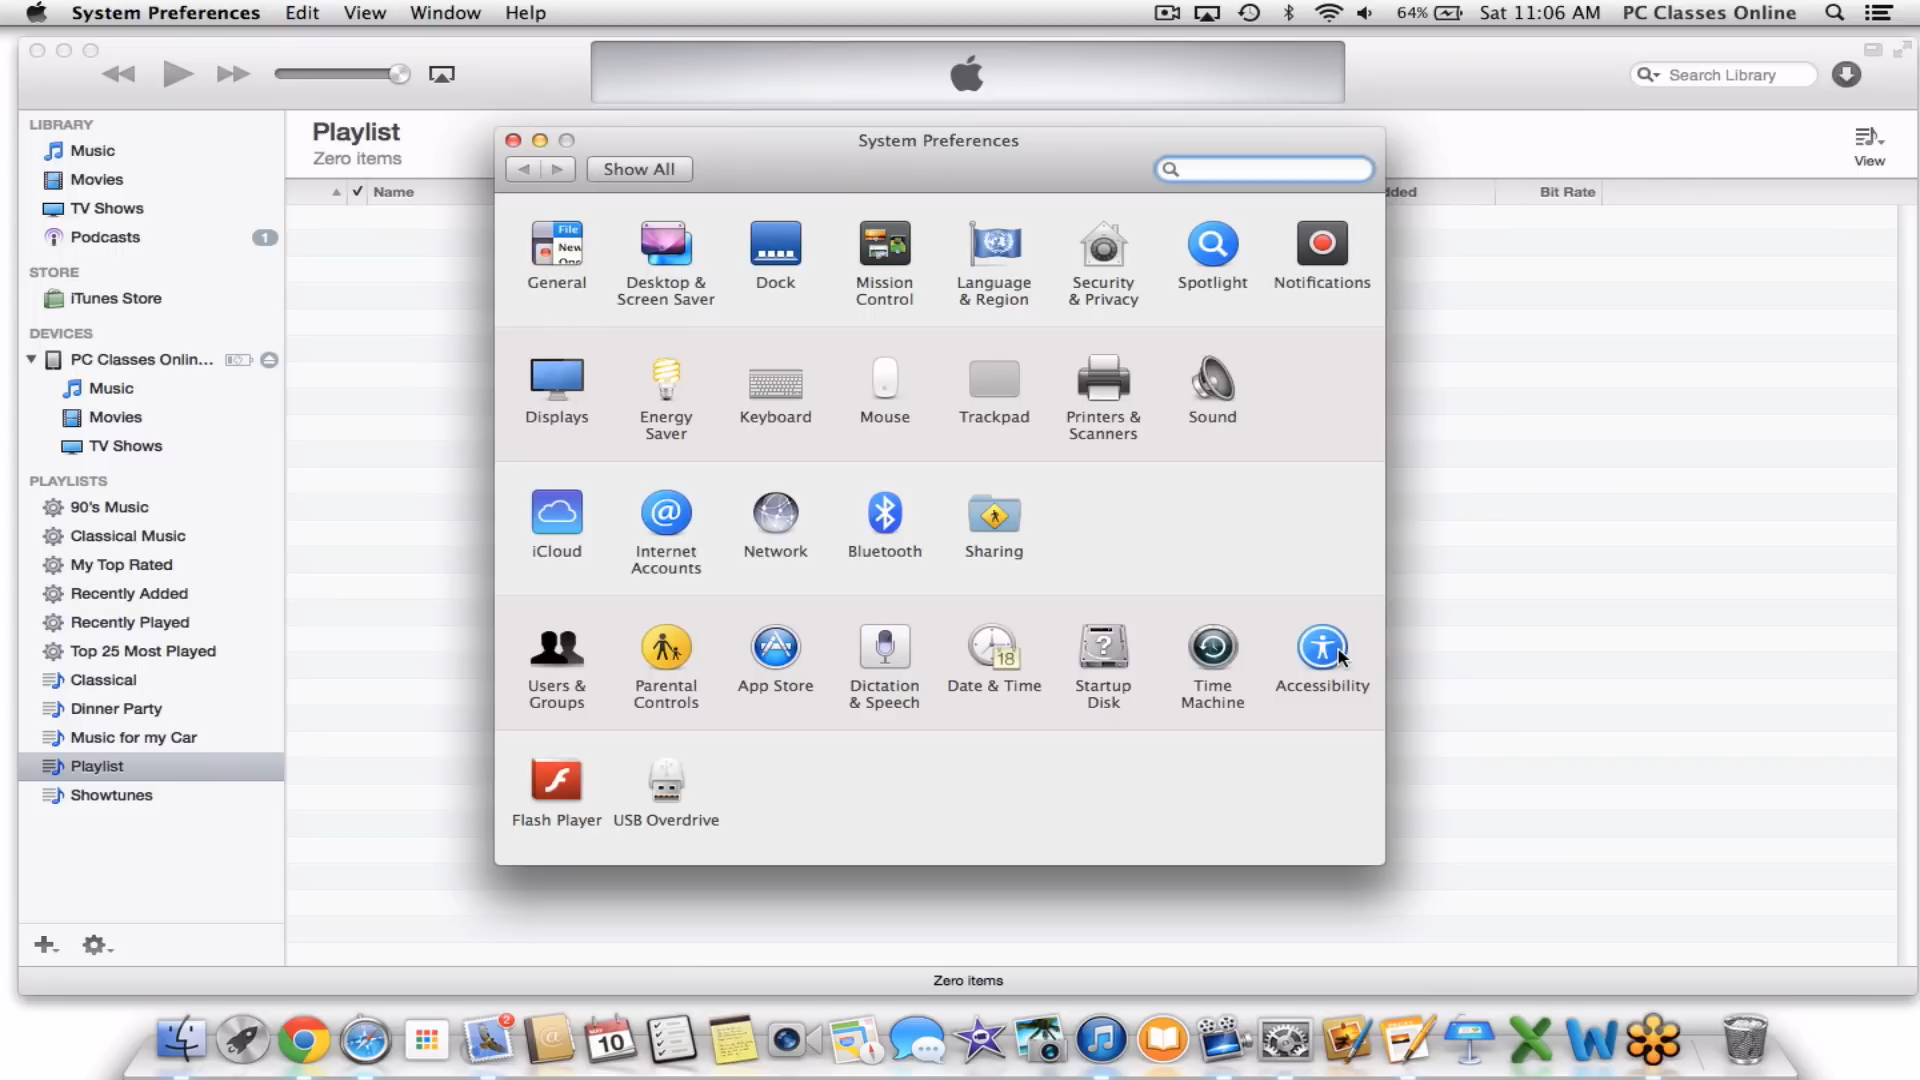 System Preferences Edit View Window Help
64% Sat 11:06 AM PC Classes Online
Search Library
LIBRARY
Music
Movies
TV Shows
Podcasts 1
STORE
iTunes Store
DEVICES
PC Classes Onlin...
Music
Movies
TV Shows
PLAYLISTS
90's Music
Classical Music
My Top Rated
Recently Added
Recently Played
Top 25 Most Played
Classical
Dinner Party
Music for my Car
Playlist
Showtunes
Playlist
Zero items
View
Name
dded
Bit Rate
System Preferences
Show All
File
New
General
Desktop &
Screen Saver
Dock
Mission
Control
Language
& Region
Security
& Privacy
Spotlight
Notifications
Displays
Energy
Saver
Keyboard
Mouse
Trackpad
Printers &
Scanners
Sound
iCloud
@
Internet
Accounts
Network
Bluetooth
Sharing
Users &
Groups
Parental
Controls
App Store
Dictation
& Speech
18
Date & Time
?
Startup
Disk
Time
Machine
Accessibility
Flash Player
USB Overdrive
Zero items
2
@
10